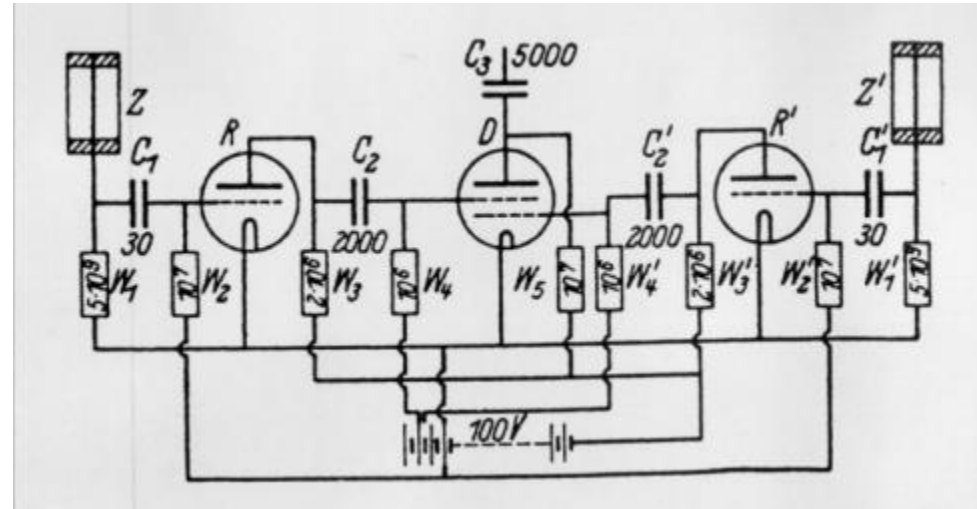 C3 5000
Z
Z'
R
D
R'
C1
C2
C2'
C1'
30
2000
2000
30
5·10⁹ W1
10⁷ W2
2·10⁶ W3
10⁶ W4
W5 10⁷
10⁶ W4'
2·10⁶ W3'
W2' 10⁷
W1' 5·10⁹
100V